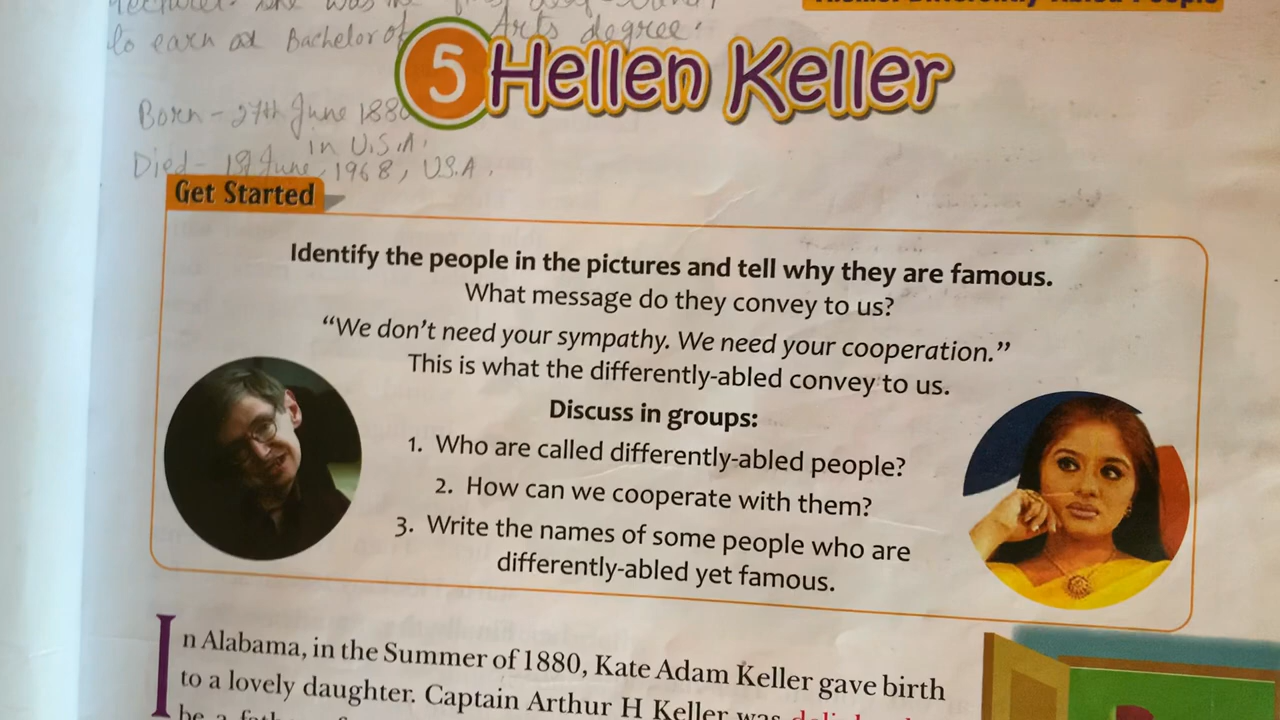 to earn a Bachelor of Arts degree.
5 Hellen Keller
Born - 27th June 1880
in U.S.A.
Died - 1st June, 1968, U.S.A.
Get Started
Identify the people in the pictures and tell why they are famous.
What message do they convey to us?
“We don’t need your sympathy. We need your cooperation.”
This is what the differently-abled convey to us.
Discuss in groups:
1. Who are called differently-abled people?
2. How can we cooperate with them?
3. Write the names of some people who are
differently-abled yet famous.
In Alabama, in the Summer of 1880, Kate Adam Keller gave birth
to a lovely daughter. Captain Arthur H Keller was